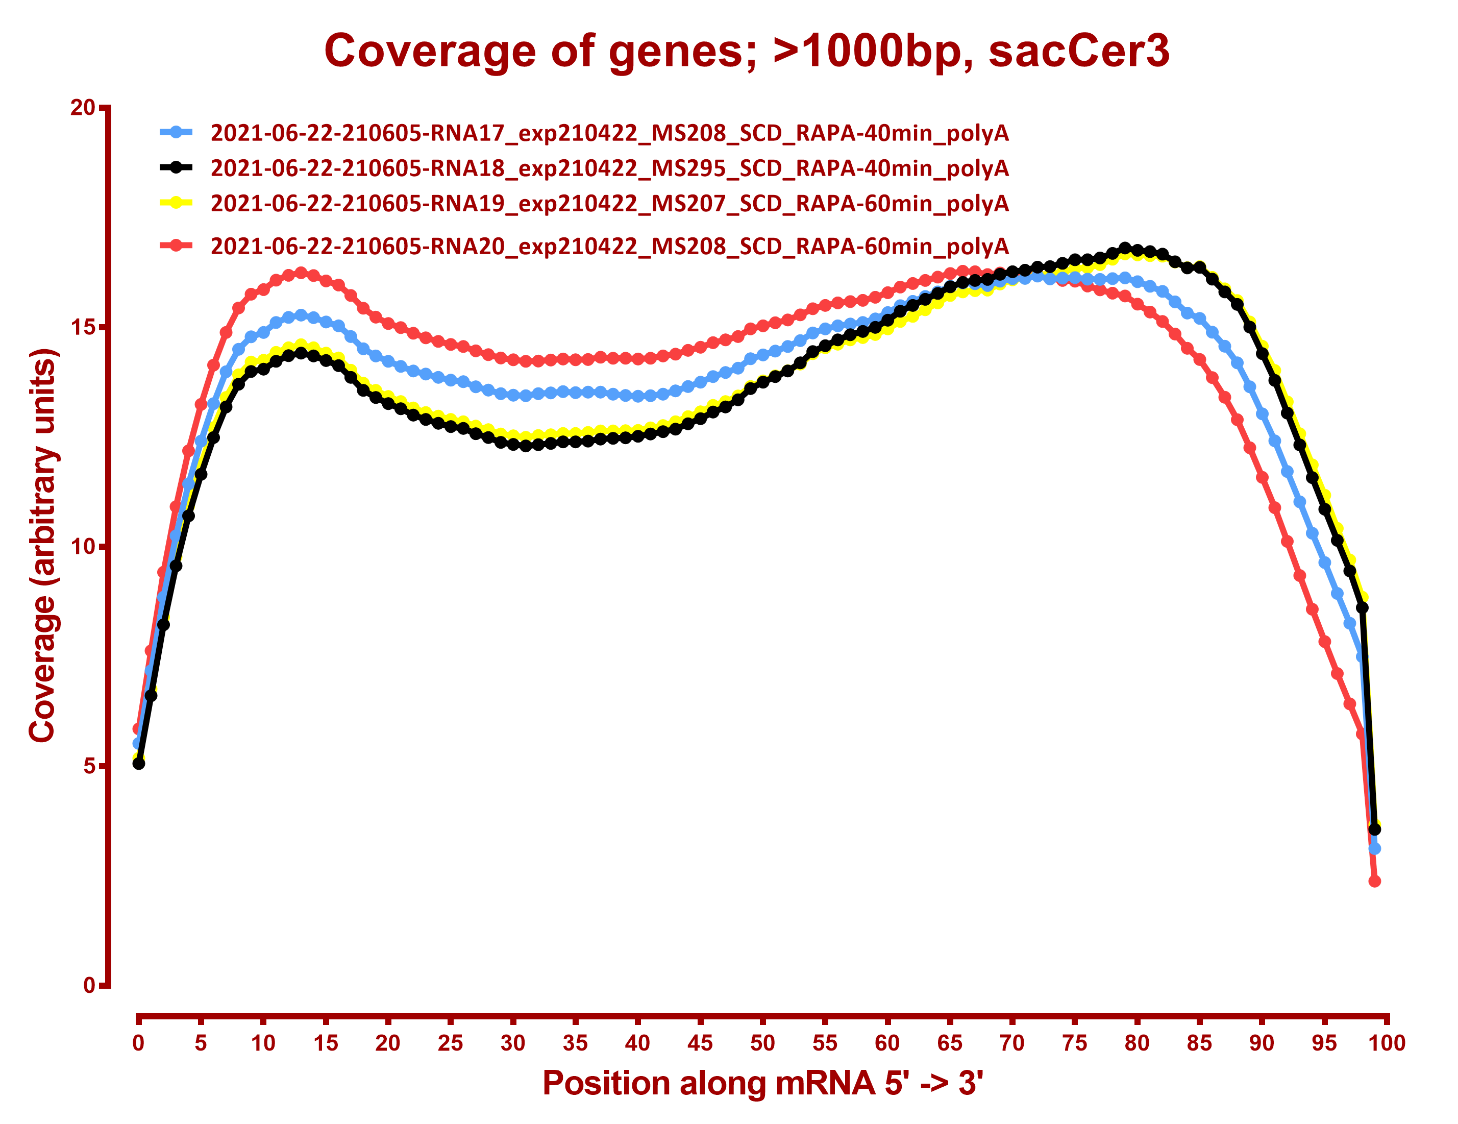 Coverage of genes; >1000bp, sacCer3
20
2021-06-22-210605-RNA17_exp210422_MS208_SCD_RAPA-40min_polyA
2021-06-22-210605-RNA18_exp210422_MS295_SCD_RAPA-40min_polyA
2021-06-22-210605-RNA19_exp210422_MS207_SCD_RAPA-60min_polyA
2021-06-22-210605-RNA20_exp210422_MS208_SCD_RAPA-60min_polyA
15
10
5
0
Coverage (arbitrary units)
0 5 10 15 20 25 30 35 40 45 50 55 60 65 70 75 80 85 90 95 100
Position along mRNA 5' -> 3'